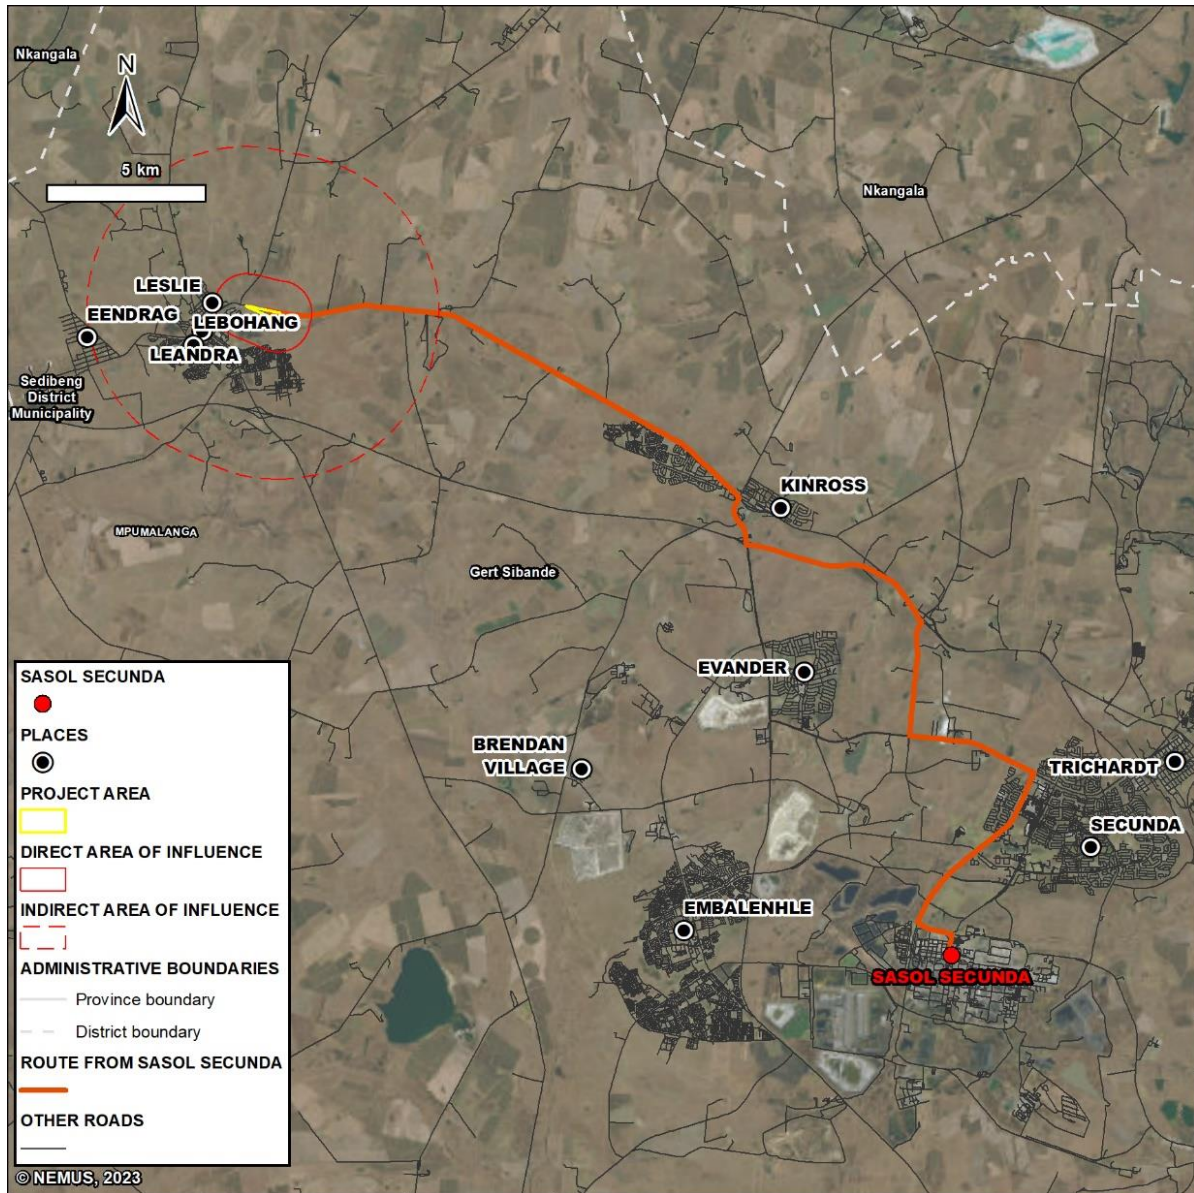 Nkangala
N
5 km
Nkangala
LESLIE
EENDRAG
LEBOHANG
LEANDRA
Sedibeng
District
Municipality
KINROSS
MPUMALANGA
Gert Sibande
EVANDER
BRENDAN
VILLAGE
TRICHARDT
SECUNDA
EMBALENHLE
SASOL SECUNDA
SASOL SECUNDA
PLACES
PROJECT AREA
DIRECT AREA OF INFLUENCE
INDIRECT AREA OF INFLUENCE
ADMINISTRATIVE BOUNDARIES
Province boundary
District boundary
ROUTE FROM SASOL SECUNDA
OTHER ROADS
© NEMUS, 2023